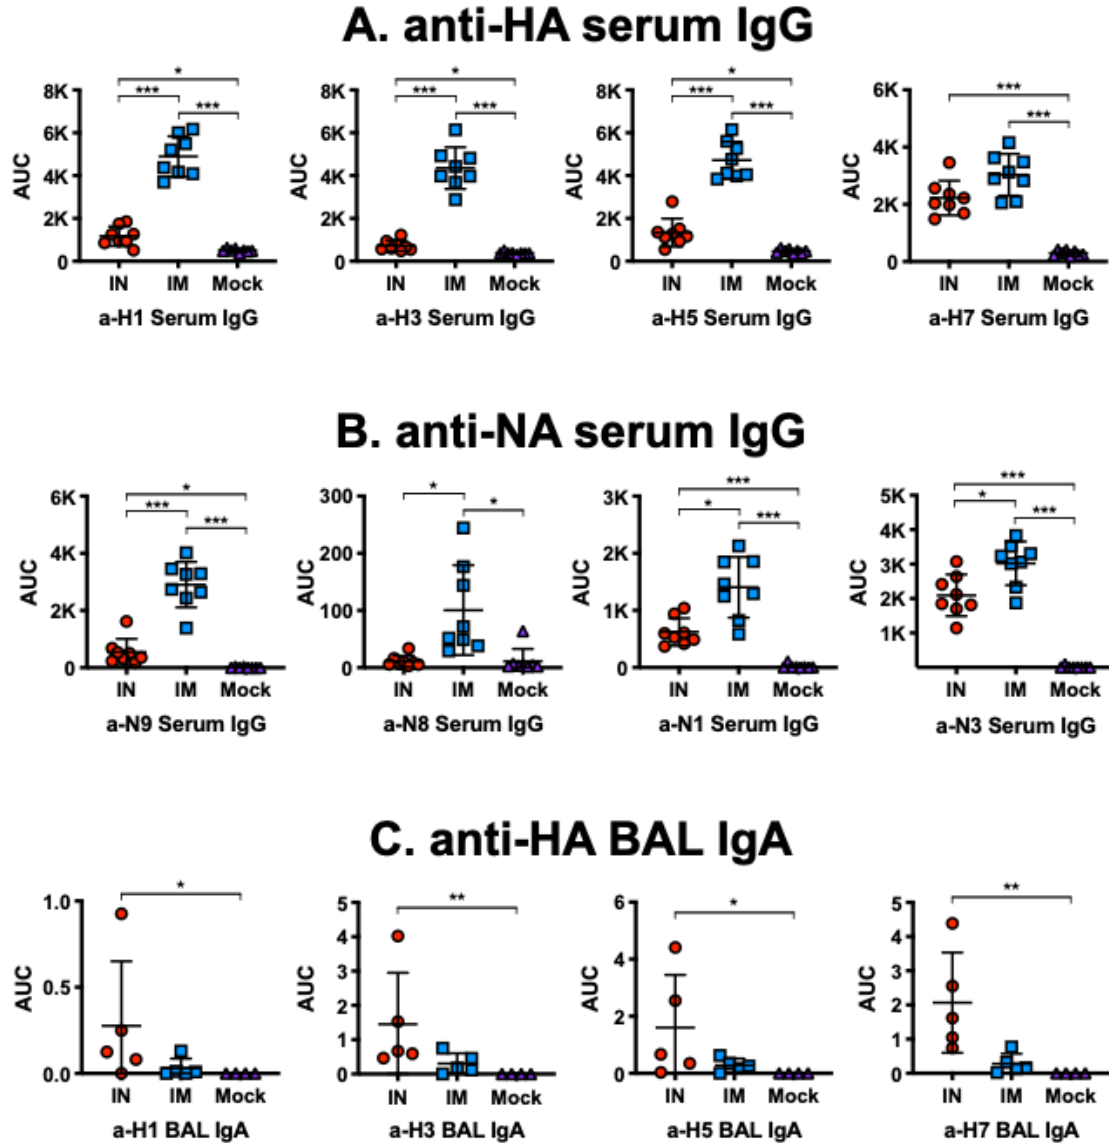 A. anti-HA serum IgG
* *** ***
8K 6K 4K 2K 0
AUC
IN IM Mock
a-H1 Serum IgG
* *** ***
8K 6K 4K 2K 0
AUC
IN IM Mock
a-H3 Serum IgG
* *** ***
8K 6K 4K 2K 0
AUC
IN IM Mock
a-H5 Serum IgG
*** ***
6K 4K 2K 0
AUC
IN IM Mock
a-H7 Serum IgG
B. anti-NA serum IgG
* *** ***
6K 4K 2K 0
AUC
IN IM Mock
a-N9 Serum IgG
* *
300 200 100 0
AUC
IN IM Mock
a-N8 Serum IgG
*** * ***
3K 2K 1K 0
AUC
IN IM Mock
a-N1 Serum IgG
*** * ***
5K 4K 3K 2K 1K
AUC
IN IM Mock
a-N3 Serum IgG
C. anti-HA BAL IgA
*
1.0 0.5 0.0
AUC
IN IM Mock
a-H1 BAL IgA
**
5 4 3 2 1 0
AUC
IN IM Mock
a-H3 BAL IgA
*
6 4 2 0
AUC
IN IM Mock
a-H5 BAL IgA
**
5 4 3 2 1 0
AUC
IN IM Mock
a-H7 BAL IgA